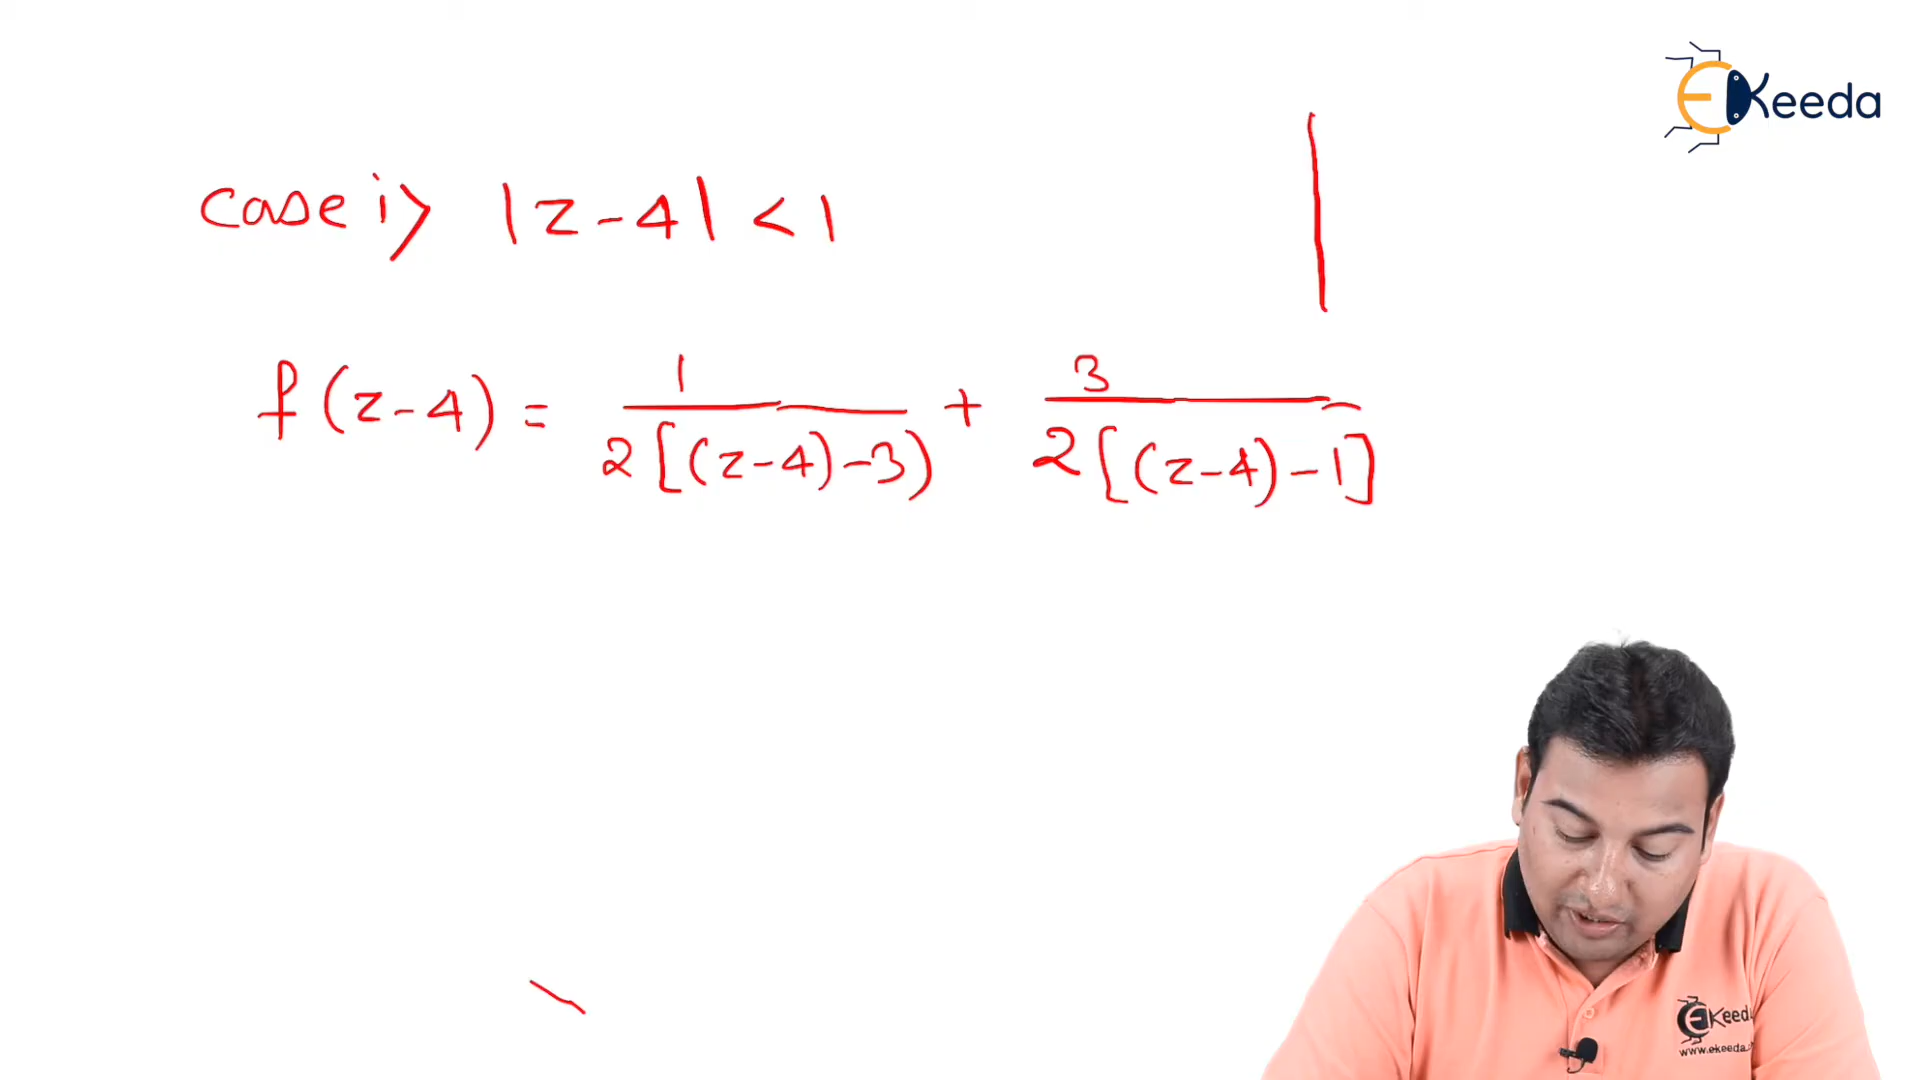 EKeeda
case i> |z-4| < 1
f(z-4) = 1/2[(z-4)-3) + 3/2[(z-4)-1]
EKeeda
www.ekeeda.